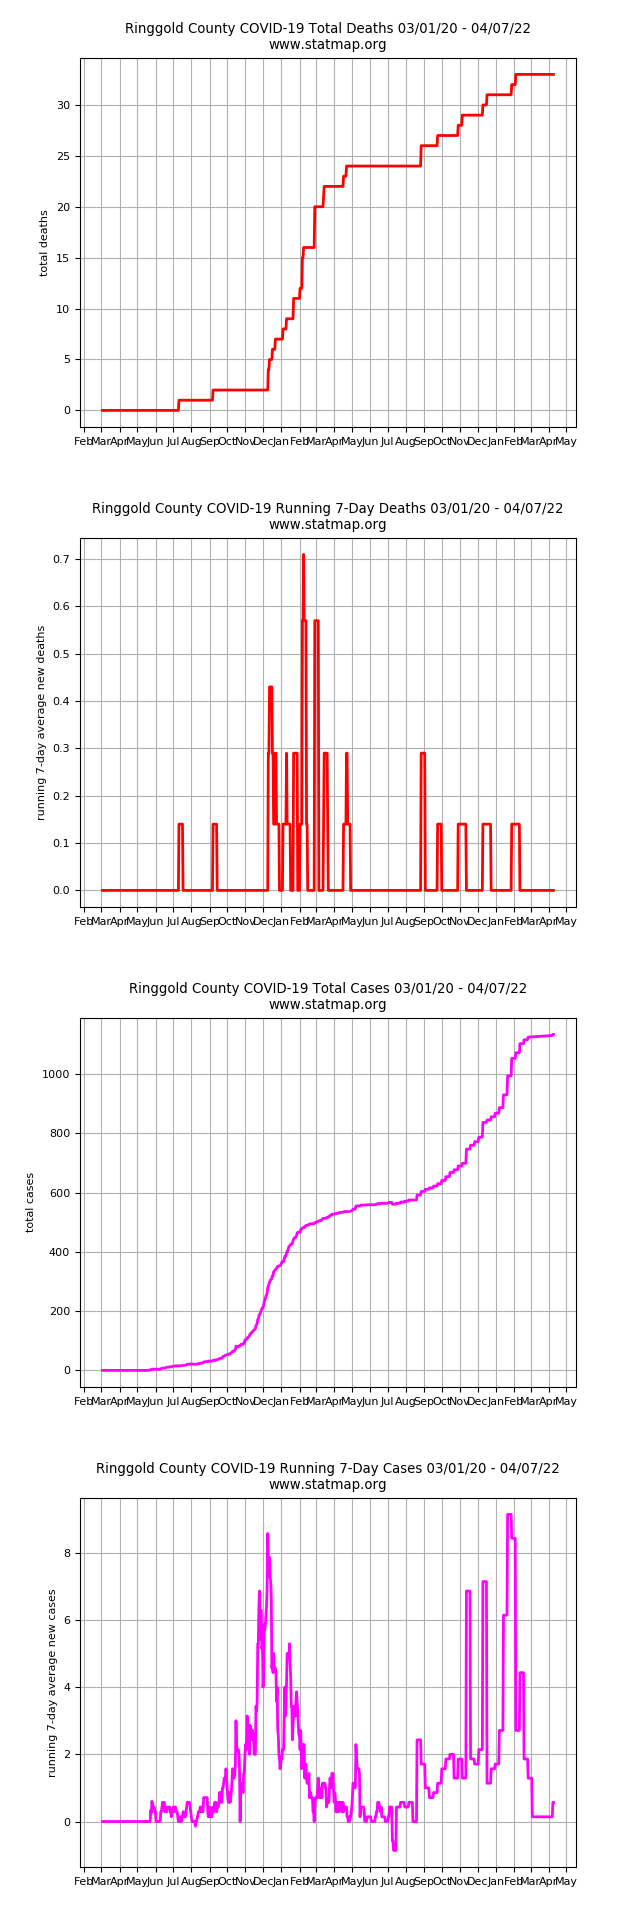 Ringgold County COVID-19 Total Deaths 03/01/20 - 04/07/22
www.statmap.org
total deaths
30
25
20
15
10
5
0
Feb Mar Apr May Jun Jul Aug Sep Oct Nov Dec Jan Feb Mar Apr May Jun Jul Aug Sep Oct Nov Dec Jan Feb Mar Apr May
Ringgold County COVID-19 Running 7-Day Deaths 03/01/20 - 04/07/22
www.statmap.org
running 7-day average new deaths
0.7
0.6
0.5
0.4
0.3
0.2
0.1
0.0
Feb Mar Apr May Jun Jul Aug Sep Oct Nov Dec Jan Feb Mar Apr May Jun Jul Aug Sep Oct Nov Dec Jan Feb Mar Apr May
Ringgold County COVID-19 Total Cases 03/01/20 - 04/07/22
www.statmap.org
total cases
1000
800
600
400
200
0
Feb Mar Apr May Jun Jul Aug Sep Oct Nov Dec Jan Feb Mar Apr May Jun Jul Aug Sep Oct Nov Dec Jan Feb Mar Apr May
Ringgold County COVID-19 Running 7-Day Cases 03/01/20 - 04/07/22
www.statmap.org
running 7-day average new cases
8
6
4
2
0
Feb Mar Apr May Jun Jul Aug Sep Oct Nov Dec Jan Feb Mar Apr May Jun Jul Aug Sep Oct Nov Dec Jan Feb Mar Apr May